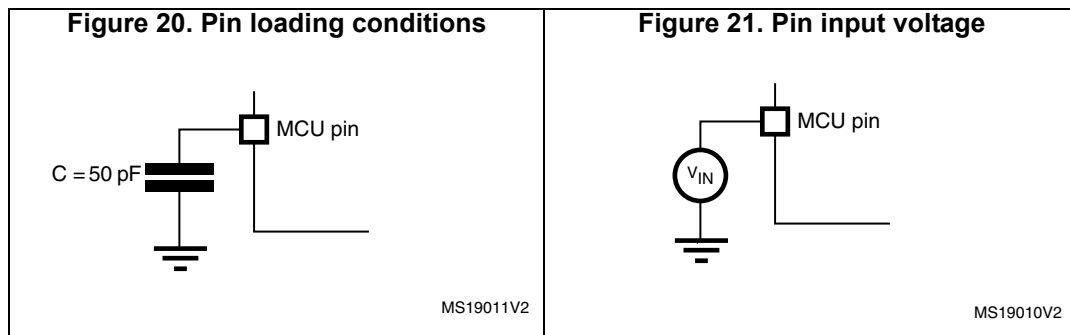 Figure 20. Pin loading conditions
MCU pin
C = 50 pF
MS19011V2
Figure 21. Pin input voltage
MCU pin
VIN
MS19010V2